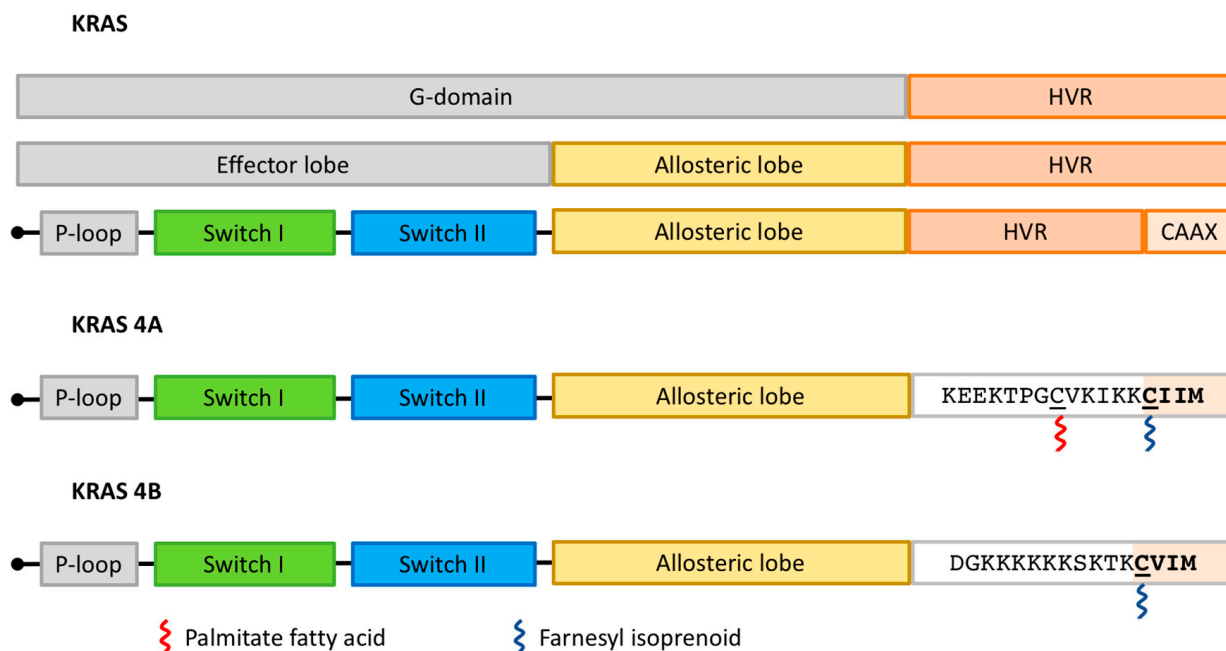 KRAS
G-domain HVR
Effector lobe Allosteric lobe HVR
P-loop Switch I Switch II Allosteric lobe HVR CAAX
KRAS 4A
P-loop Switch I Switch II Allosteric lobe KEEKTPGCVKIKKCIIM
KRAS 4B
P-loop Switch I Switch II Allosteric lobe DGKKKKKKSKTKCVIM
Palmitate fatty acid Farnesyl isoprenoid